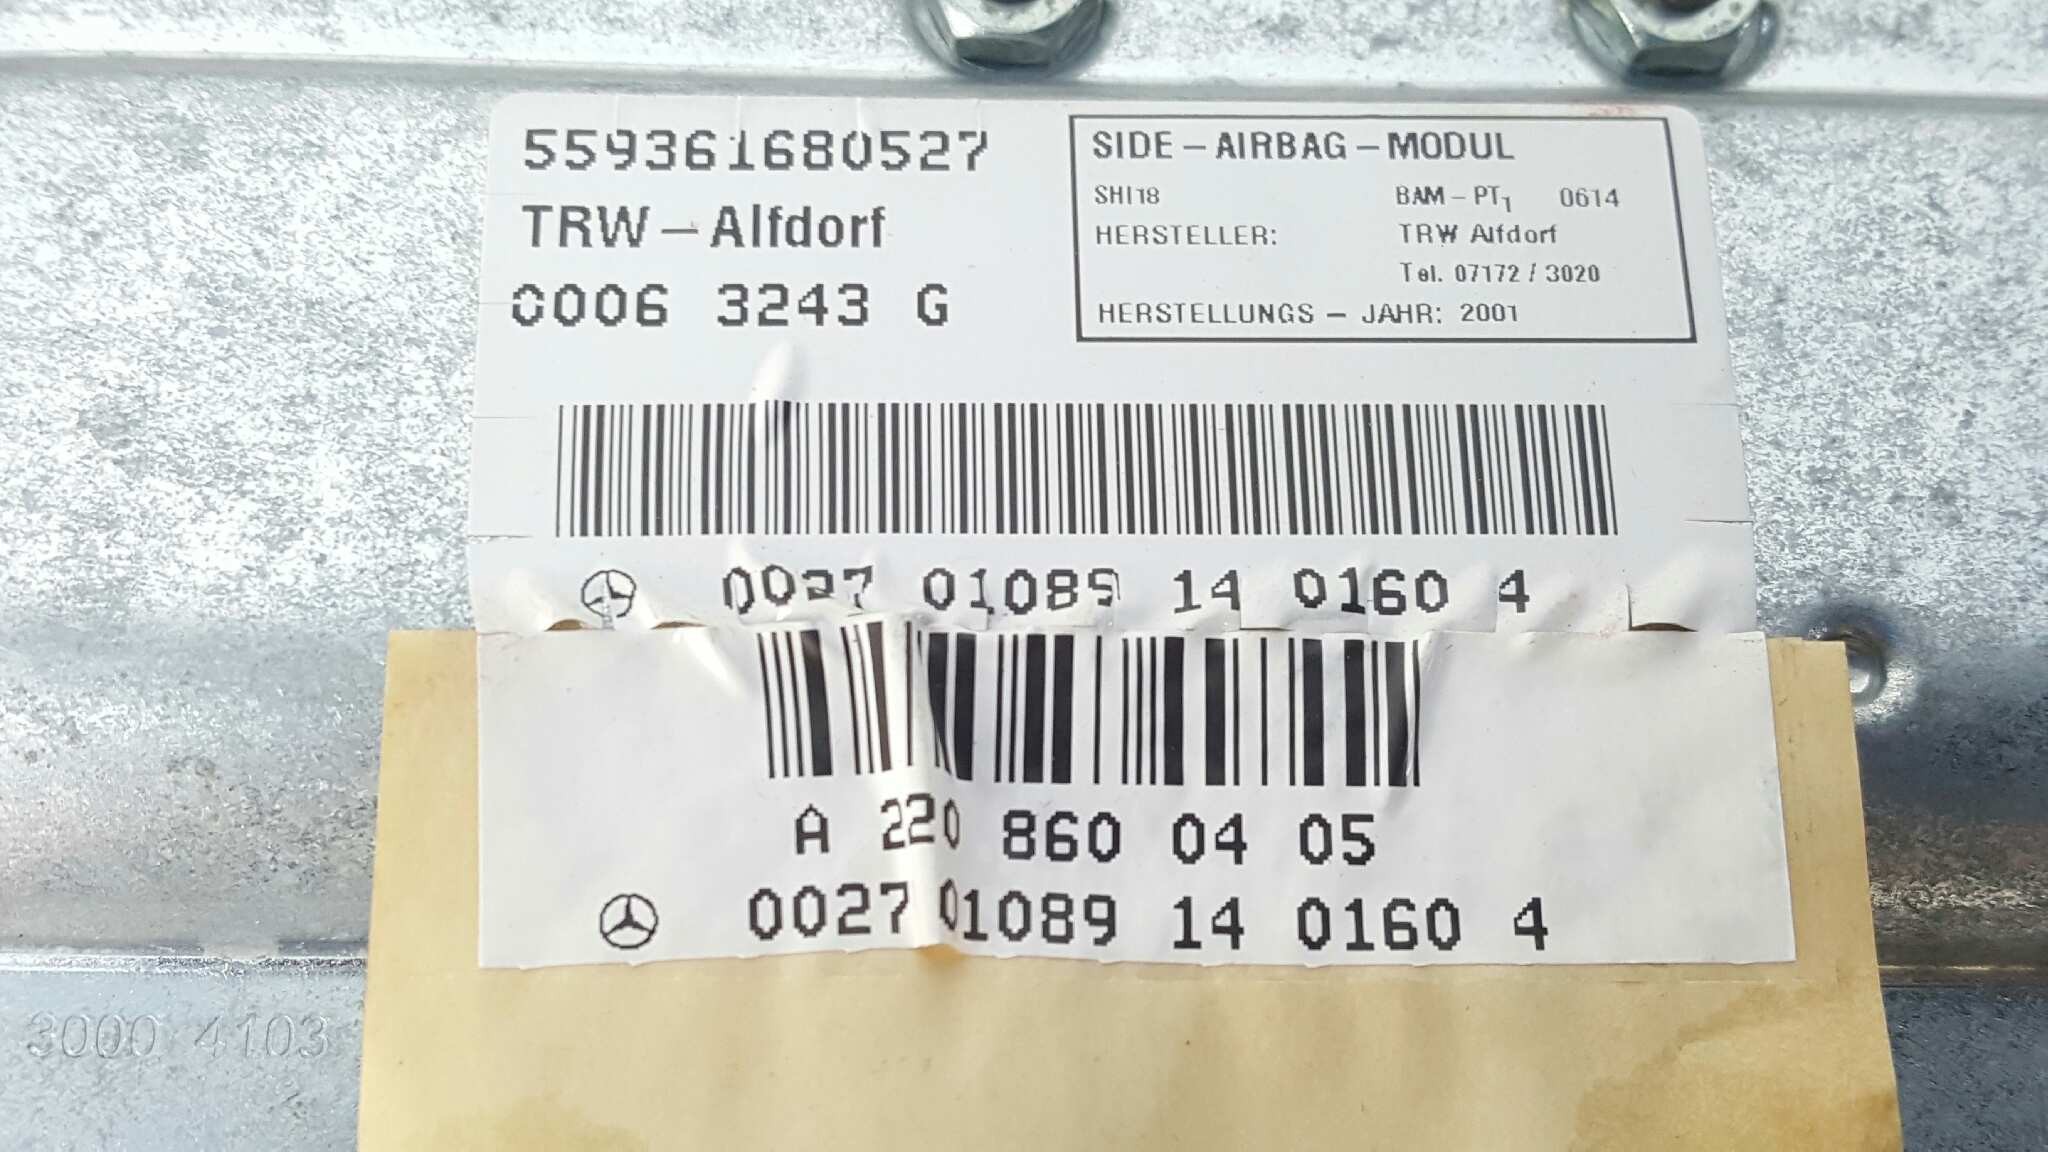 559361680527
TRW – Alfdorf
0006 3243 G
SIDE – AIRBAG – MODUL
SHI18 BAM – PT1 0614
HERSTELLER: TRW Alfdorf
Tel. 07172 / 3020
HERSTELLUNGS – JAHR: 2001
0027 01089 14 0160 4
A 220 860 04 05
0027 01089 14 0160 4
3000 4103